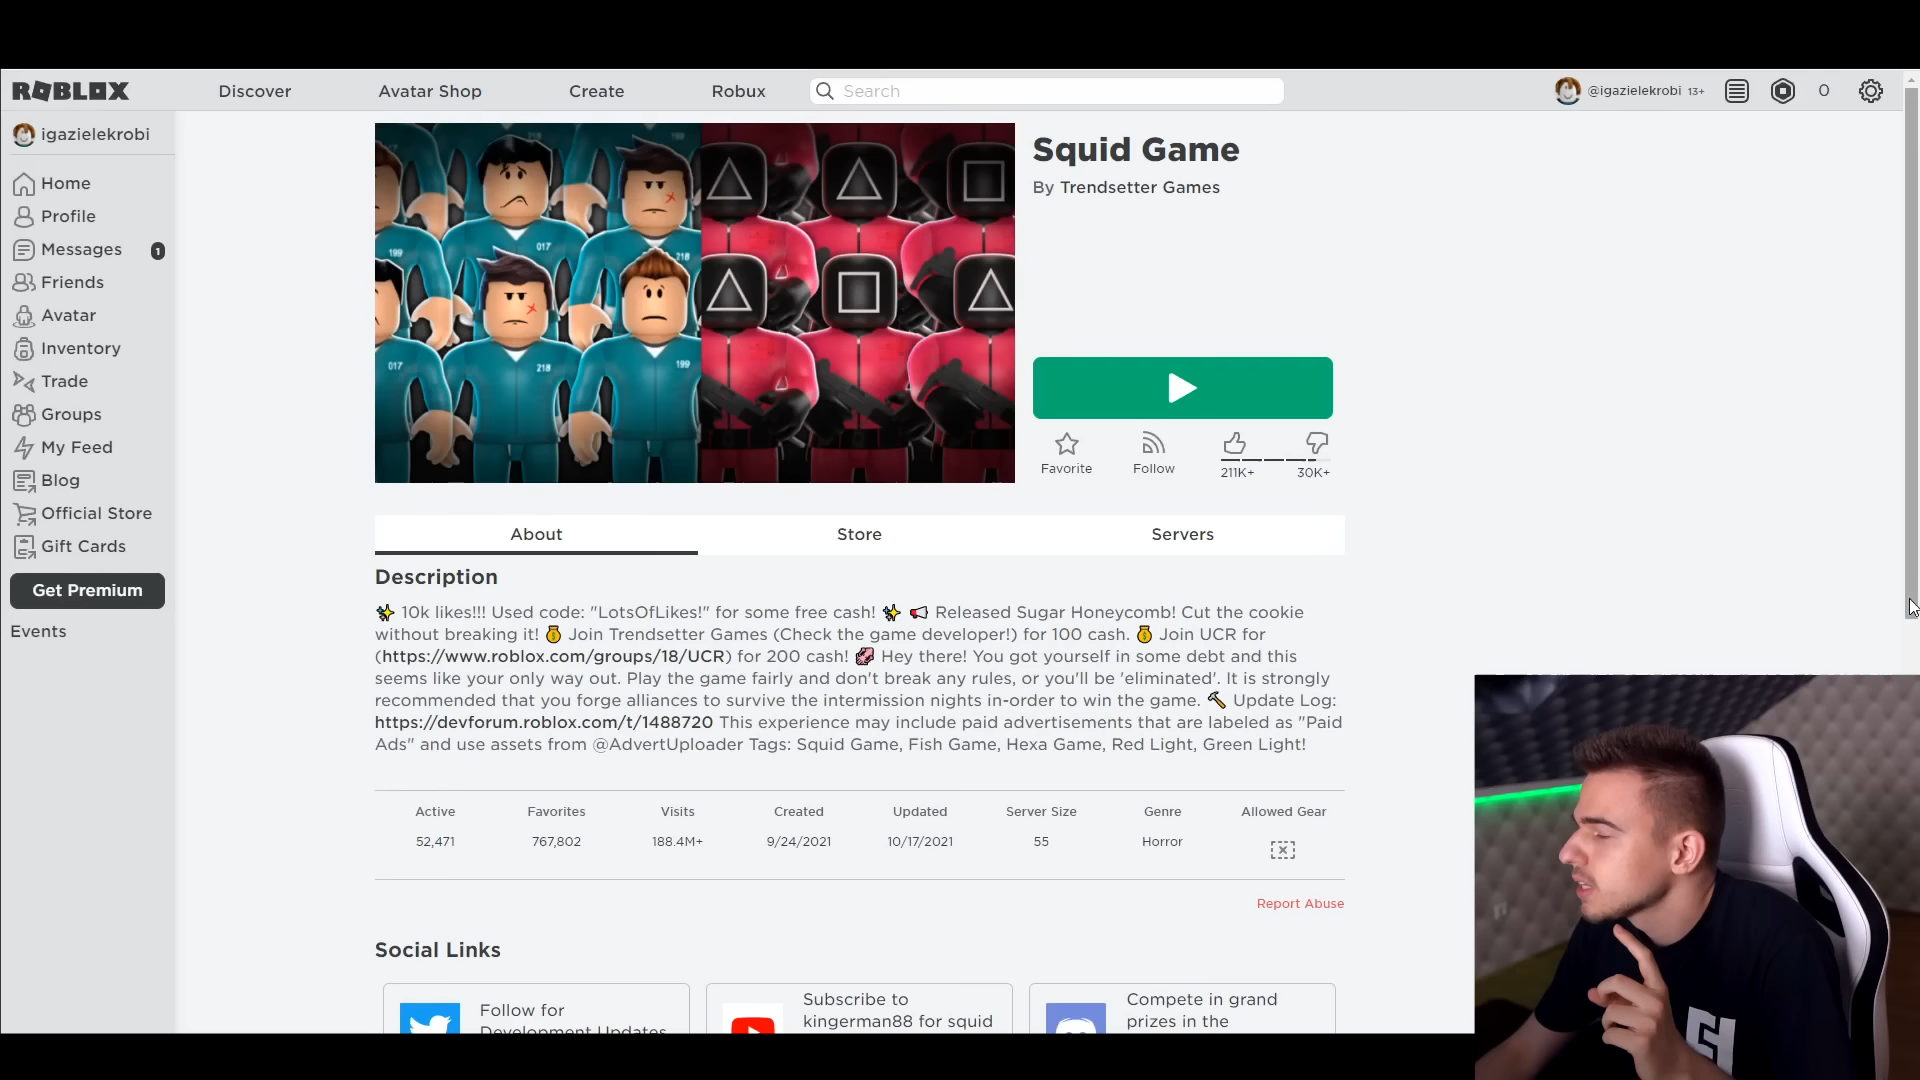 ROBLOX
Discover
Avatar Shop
Create
Robux
Search
@igazielekrobi 13+
0
igazielekrobi
Home
Profile
Messages
1
Friends
Avatar
Inventory
Trade
Groups
My Feed
Blog
Official Store
Gift Cards
Get Premium
Events
199
017
218
017
218
199
Squid Game
By Trendsetter Games
Favorite
Follow
211K+
30K+
About
Store
Servers
Description
✨ 10k likes!!! Used code: "LotsOfLikes!" for some free cash! ✨ 📢 Released Sugar Honeycomb! Cut the cookie
without breaking it! 💰 Join Trendsetter Games (Check the game developer!) for 100 cash. 💰 Join UCR for
(https://www.roblox.com/groups/18/UCR) for 200 cash! 🦑 Hey there! You got yourself in some debt and this
seems like your only way out. Play the game fairly and don't break any rules, or you'll be 'eliminated'. It is strongly
recommended that you forge alliances to survive the intermission nights in-order to win the game. 🔨 Update Log:
https://devforum.roblox.com/t/1488720 This experience may include paid advertisements that are labeled as "Paid
Ads" and use assets from @AdvertUploader Tags: Squid Game, Fish Game, Hexa Game, Red Light, Green Light!
Active
Favorites
Visits
Created
Updated
Server Size
Genre
Allowed Gear
52,471
767,802
188.4M+
9/24/2021
10/17/2021
55
Horror
Report Abuse
Social Links
Follow for
Development Updates
Subscribe to
kingerman88 for squid
Compete in grand
prizes in the